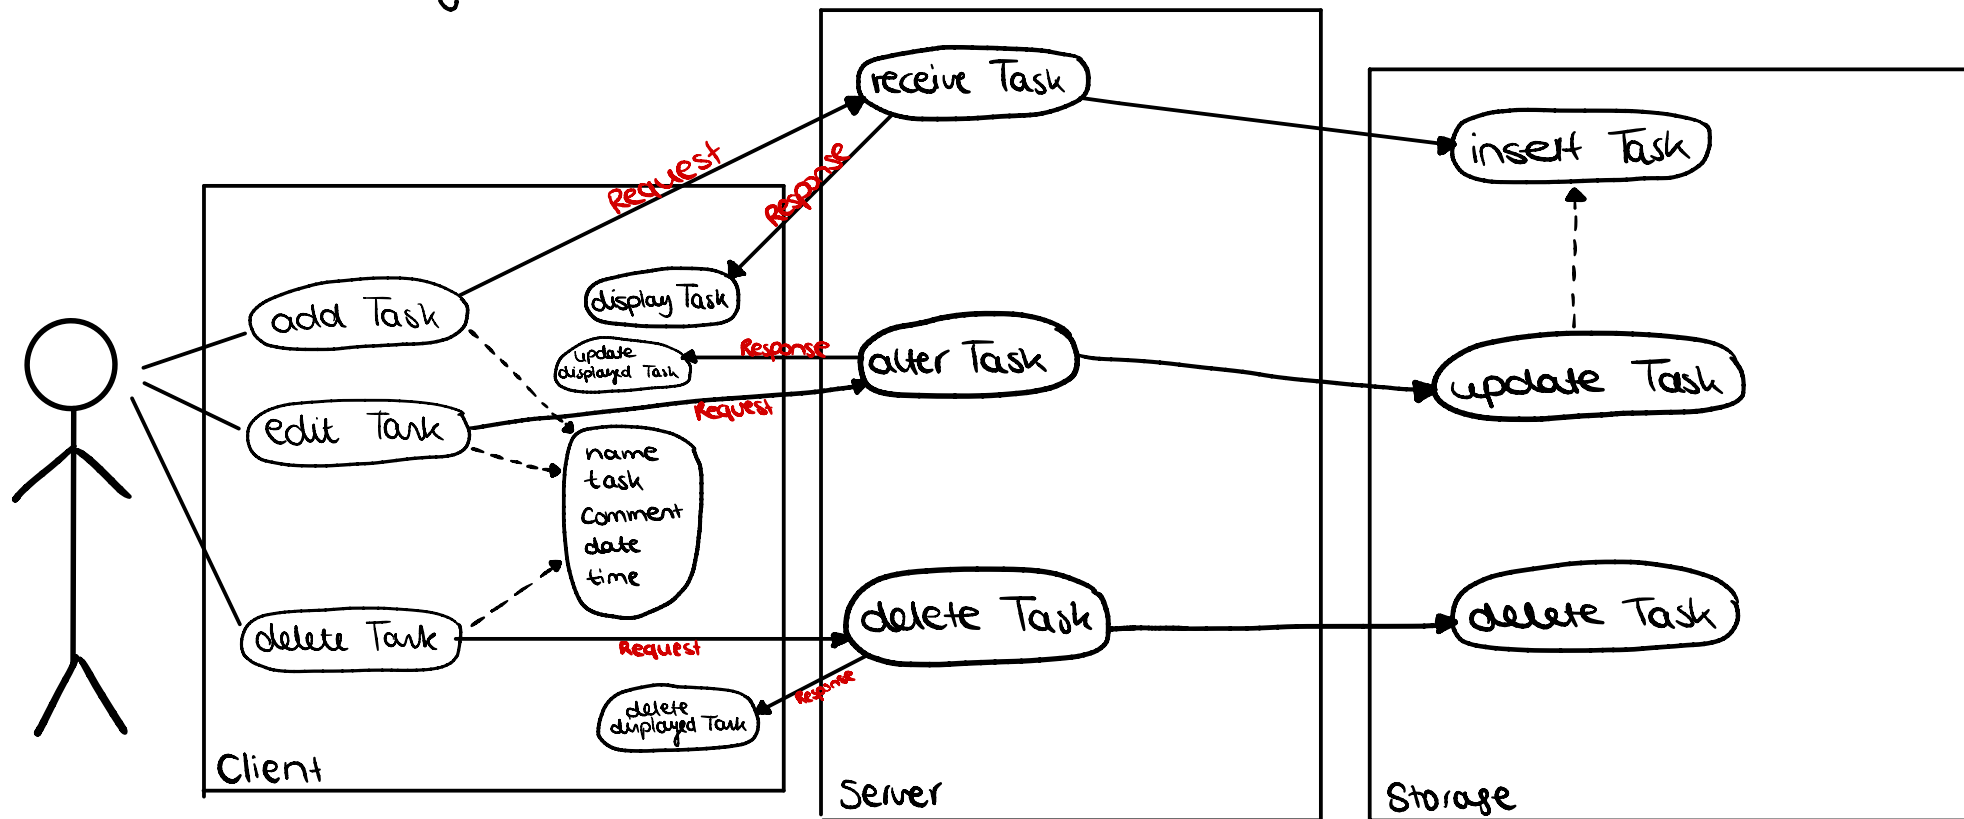 receive Task
insert Task
Request
Response
add Task
display Task
update
displayed Task
Response
alter Task
update Task
edit Task
Request
name
task
Comment
date
time
delete Task
Request
delete Task
delete Task
Response
delete
displayed Task
Client
Server
Storage